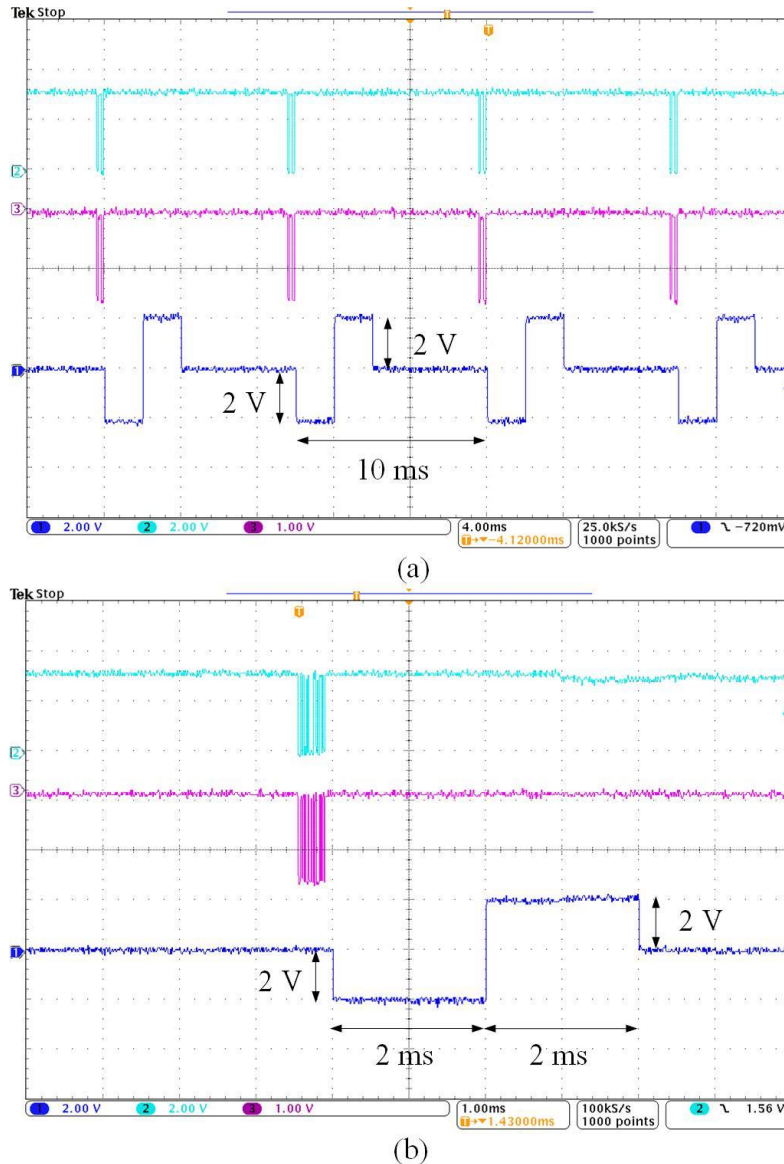 Tek Stop
T
T
2
3
2 V
1
2 V
10 ms
1 2.00 V 2 2.00 V 3 1.00 V 4.00ms 25.0kS/s 1 -720mV
T→▼-4.12000ms 1000 points
(a)
Tek Stop
T
T
2
3
2 V
1
2 V
2 ms 2 ms
1 2.00 V 2 2.00 V 3 1.00 V 1.00ms 100kS/s 2 1.56 V
T→▼1.43000ms 1000 points
(b)